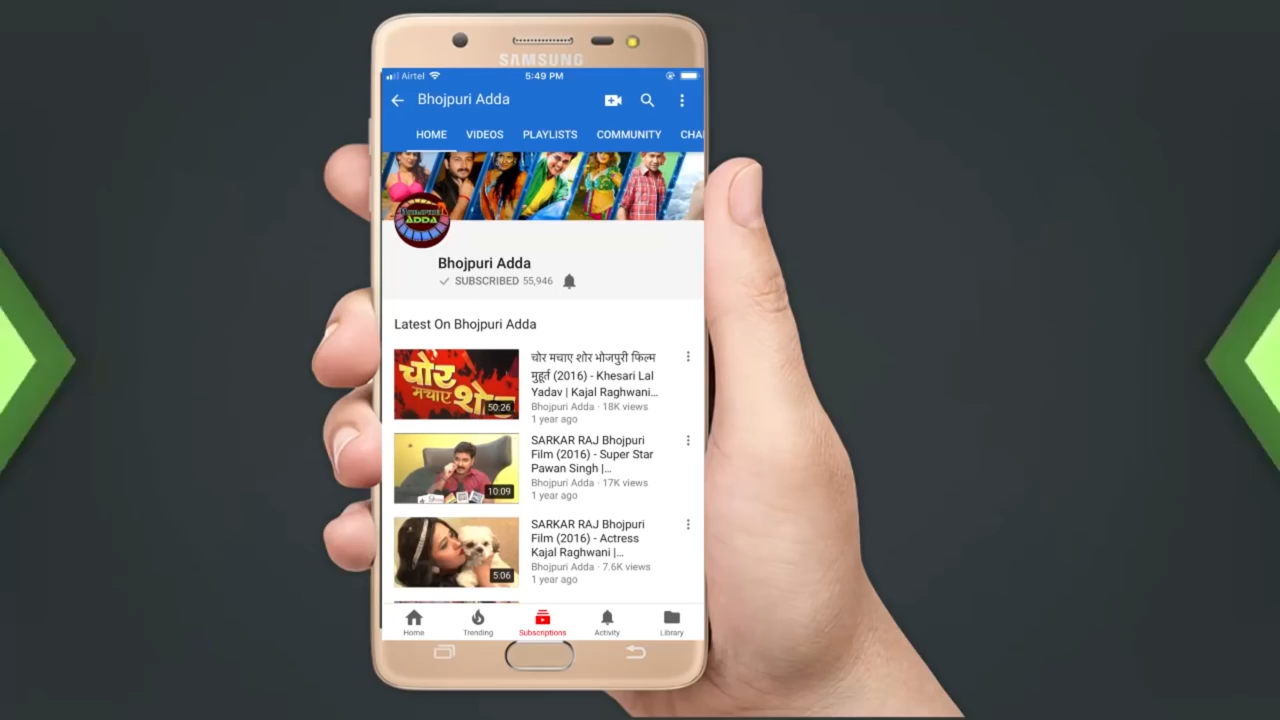 SAMSUNG
Airtel 5:49 PM
Bhojpuri Adda
HOME VIDEOS PLAYLISTS COMMUNITY CHA
ADDA
Bhojpuri Adda
SUBSCRIBED 55,946
Latest On Bhojpuri Adda
चोर मचाए शोर
50:26
चोर मचाए शोर भोजपुरी फिल्म
मुहूर्त (2016) - Khesari Lal
Yadav | Kajal Raghwani...
Bhojpuri Adda · 18K views
1 year ago
10:09
SARKAR RAJ Bhojpuri
Film (2016) - Super Star
Pawan Singh |...
Bhojpuri Adda · 17K views
1 year ago
5:06
SARKAR RAJ Bhojpuri
Film (2016) - Actress
Kajal Raghwani |...
Bhojpuri Adda · 7.6K views
1 year ago
Home Trending Subscriptions Activity Library